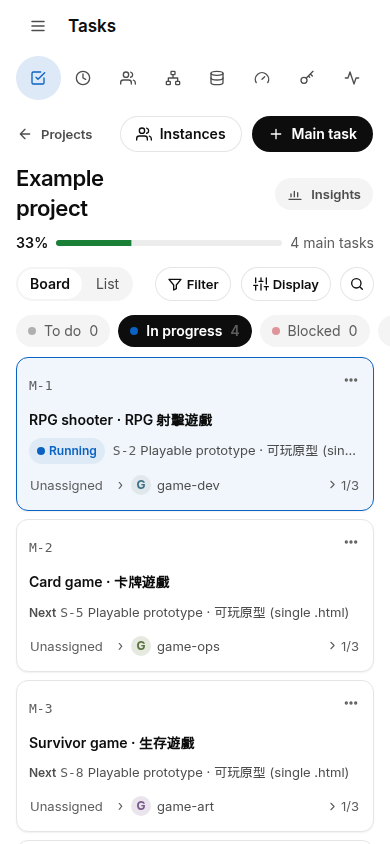 Tasks
Projects
Instances
Main task
Example
project
Insights
33%
4 main tasks
Board
List
Filter
Display
To do 0
In progress 4
Blocked 0
M-1
RPG shooter · RPG 射擊遊戲
Running S-2 Playable prototype · 可玩原型 (sin...
Unassigned G game-dev 1/3
M-2
Card game · 卡牌遊戲
Next S-5 Playable prototype · 可玩原型 (single .html)
Unassigned G game-ops 1/3
M-3
Survivor game · 生存遊戲
Next S-8 Playable prototype · 可玩原型 (single .html)
Unassigned G game-art 1/3